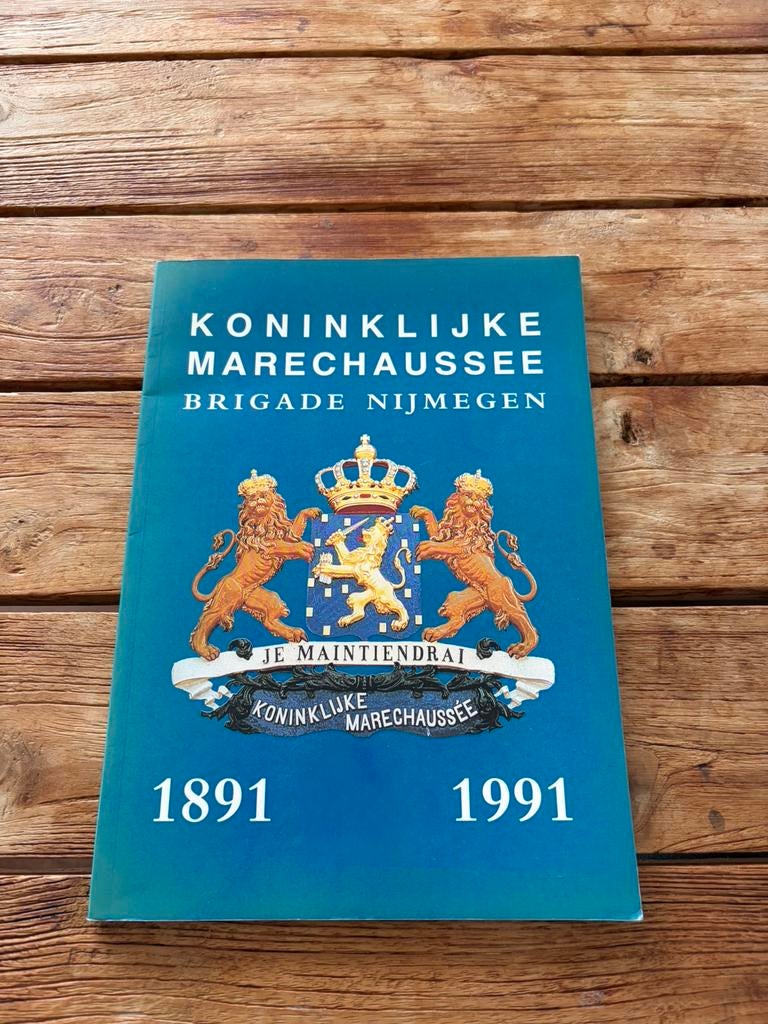 KONINKLIJKE
MARECHAUSSEE
BRIGADE NIJMEGEN
JE MAINTIENDRAI
KONINKLIJKE
MARECHAUSSÉE
1891 1991